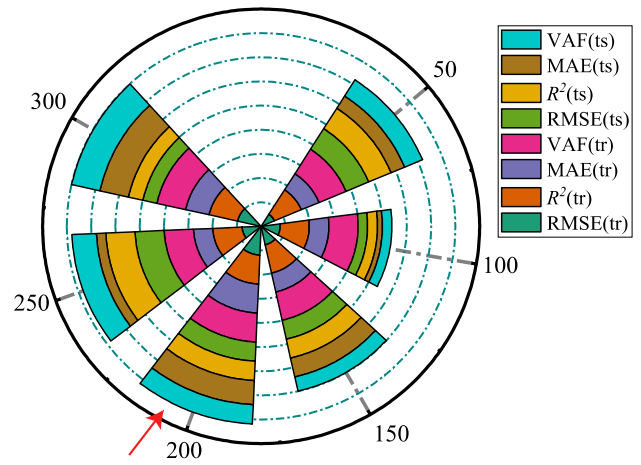 VAF(ts)
MAE(ts)
R²(ts)
RMSE(ts)
VAF(tr)
MAE(tr)
R²(tr)
RMSE(tr)
50
100
150
200
250
300